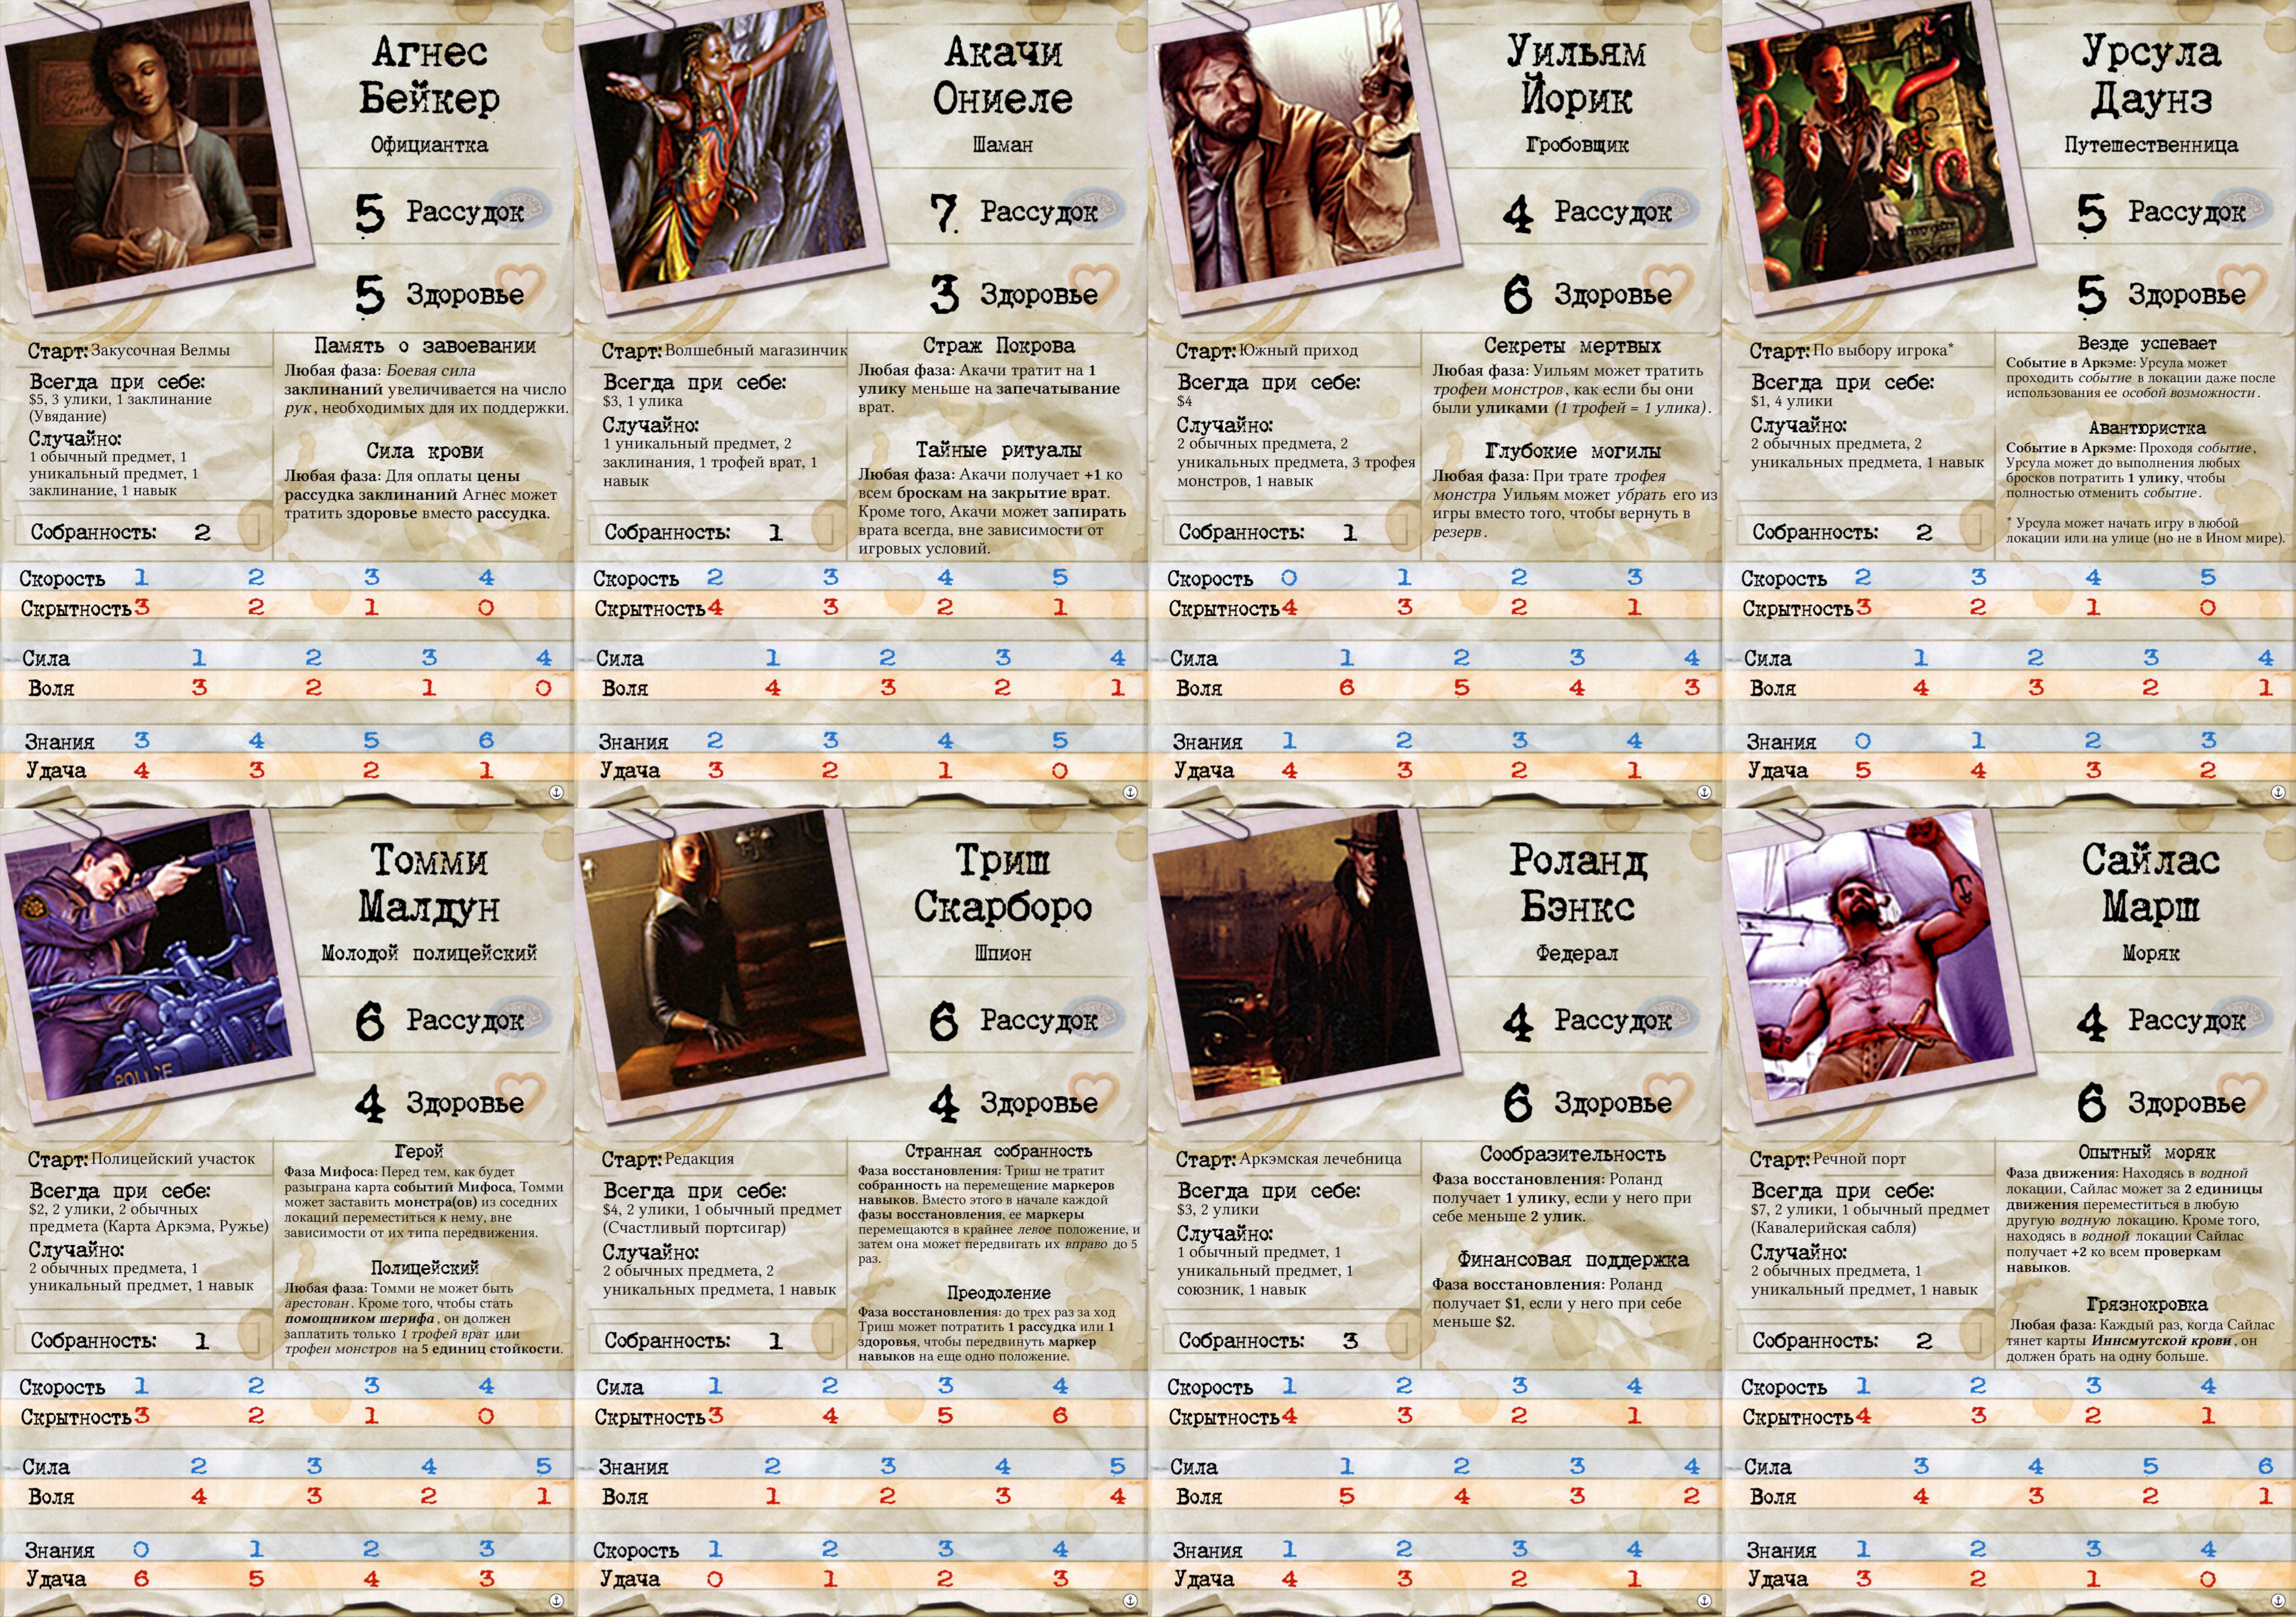 Агнес
Бейкер
Официантка
5 Рассудок
5 Здоровье
Старт: Закусочная Велмы
Всегда при себе:
$5, 3 улики, 1 заклинание
(Увядание)
Случайно:
1 обычный предмет, 1
уникальный предмет, 1
заклинание, 1 навык
Собранность: 2
Память о завоевании
Любая фаза: Боевая сила
заклинаний увеличивается на число
рук, необходимых для их поддержки.
Сила крови
Любая фаза: Для оплаты цены
рассудка заклинаний Агнес может
тратить здоровье вместо рассудка.
Скорость 1 2 3 4
Скрытность 3 2 1 0
Сила 1 2 3 4
Воля 3 2 1 0
Знания 3 4 5 6
Удача 4 3 2 1
Акачи
Ониеле
Шаман
7 Рассудок
3 Здоровье
Старт: Волшебный магазинчик
Всегда при себе:
$3, 1 улика
Случайно:
1 уникальный предмет, 2
заклинания, 1 трофей врат, 1
навык
Собранность: 1
Страж Покрова
Любая фаза: Акачи тратит на 1
улику меньше на запечатывание
врат.
Тайные ритуалы
Любая фаза: Акачи получает +1 ко
всем броскам на закрытие врат.
Кроме того, Акачи может запирать
врата всегда, вне зависимости от
игровых условий.
Скорость 2 3 4 5
Скрытность 4 3 2 1
Сила 1 2 3 4
Воля 4 3 2 1
Знания 2 3 4 5
Удача 3 2 1 0
Уильям
Йорик
Гробовщик
4 Рассудок
6 Здоровье
Старт: Южный приход
Всегда при себе:
$4
Случайно:
2 обычных предмета, 2
уникальных предмета, 3 трофея
монстров, 1 навык
Собранность: 1
Секреты мертвых
Любая фаза: Уильям может тратить
трофеи монстров, как если бы они
были уликами (1 трофей = 1 улика).
Глубокие могилы
Любая фаза: При трате трофея
монстра Уильям может убрать его из
игры вместо того, чтобы вернуть в
резерв.
Скорость 0 1 2 3
Скрытность 4 3 2 1
Сила 1 2 3 4
Воля 6 5 4 3
Знания 1 2 3 4
Удача 4 3 2 1
Урсула
Даунз
Путешественница
5 Рассудок
5 Здоровье
Старт: По выбору игрока*
Всегда при себе:
$1, 4 улики
Случайно:
2 обычных предмета, 2
уникальных предмета, 1 навык
Собранность: 2
Везде успевает
Событие в Аркэме: Урсула может
проходить событие в локации даже после
использования ее особой возможности.
Авантюристка
Событие в Аркэме: Проходя событие,
Урсула может до выполнения любых
бросков потратить 1 улику, чтобы
полностью отменить событие.
* Урсула может начать игру в любой
локации или на улице (но не в Ином мире).
Скорость 2 3 4 5
Скрытность 3 2 1 0
Сила 1 2 3 4
Воля 4 3 2 1
Знания 0 1 2 3
Удача 5 4 3 2
Томми
Малдун
Молодой полицейский
6 Рассудок
4 Здоровье
POLICE
Старт: Полицейский участок
Всегда при себе:
$2, 2 улики, 2 обычных
предмета (Карта Аркэма, Ружье)
Случайно:
2 обычных предмета, 1
уникальный предмет, 1 навык
Собранность: 1
Герой
Фаза Мифоса: Перед тем, как будет
разыграна карта событий Мифоса, Томми
может заставить монстра(ов) из соседних
локаций переместиться к нему, вне
зависимости от их типа передвижения.
Полицейский
Любая фаза: Томми не может быть
арестован. Кроме того, чтобы стать
помощником шерифа, он должен
заплатить только 1 трофей врат или
трофеи монстров на 5 единиц стойкости.
Скорость 1 2 3 4
Скрытность 3 2 1 0
Сила 2 3 4 5
Воля 4 3 2 1
Знания 0 1 2 3
Удача 6 5 4 3
Триш
Скарборо
Шпион
6 Рассудок
4 Здоровье
Старт: Редакция
Всегда при себе:
$4, 2 улики, 1 обычный предмет
(Счастливый портсигар)
Случайно:
2 обычных предмета, 2
уникальных предмета, 1 навык
Собранность: 1
Странная собранность
Фаза восстановления: Триш не тратит
собранность на перемещение маркеров
навыков. Вместо этого в начале каждой
фазы восстановления, ее маркеры
перемещаются в крайнее левое положение, и
затем она может передвигать их вправо до 5
раз.
Преодоление
Фаза восстановления: до трех раз за ход
Триш может потратить 1 рассудка или 1
здоровья, чтобы передвинуть маркер
навыков на еще одно положение.
Сила 1 2 3 4
Скрытность 3 4 5 6
Знания 2 3 4 5
Воля 1 2 3 4
Скорость 1 2 3 4
Удача 0 1 2 3
Роланд
Бэнкс
Федерал
4 Рассудок
6 Здоровье
Старт: Аркэмская лечебница
Всегда при себе:
$3, 2 улики
Случайно:
1 обычный предмет, 1
уникальный предмет, 1
союзник, 1 навык
Собранность: 3
Сообразительность
Фаза восстановления: Роланд
получает 1 улику, если у него при
себе меньше 2 улик.
Финансовая поддержка
Фаза восстановления: Роланд
получает $1, если у него при себе
меньше $2.
Скорость 1 2 3 4
Скрытность 4 3 2 1
Сила 1 2 3 4
Воля 5 4 3 2
Знания 1 2 3 4
Удача 4 3 2 1
Сайлас
Марш
Моряк
4 Рассудок
6 Здоровье
Старт: Речной порт
Всегда при себе:
$7, 2 улики, 1 обычный предмет
(Кавалерийская сабля)
Случайно:
2 обычных предмета, 1
уникальный предмет, 1 навык
Собранность: 2
Опытный моряк
Фаза движения: Находясь в водной
локации, Сайлас может за 2 единицы
движения переместиться в любую
другую водную локацию. Кроме того,
находясь в водной локации Сайлас
получает +2 ко всем проверкам
навыков.
Грязнокровка
Любая фаза: Каждый раз, когда Сайлас
тянет карты Иннсмутской крови, он
должен брать на одну больше.
Скорость 1 2 3 4
Скрытность 4 3 2 1
Сила 3 4 5 6
Воля 4 3 2 1
Знания 1 2 3 4
Удача 3 2 1 0